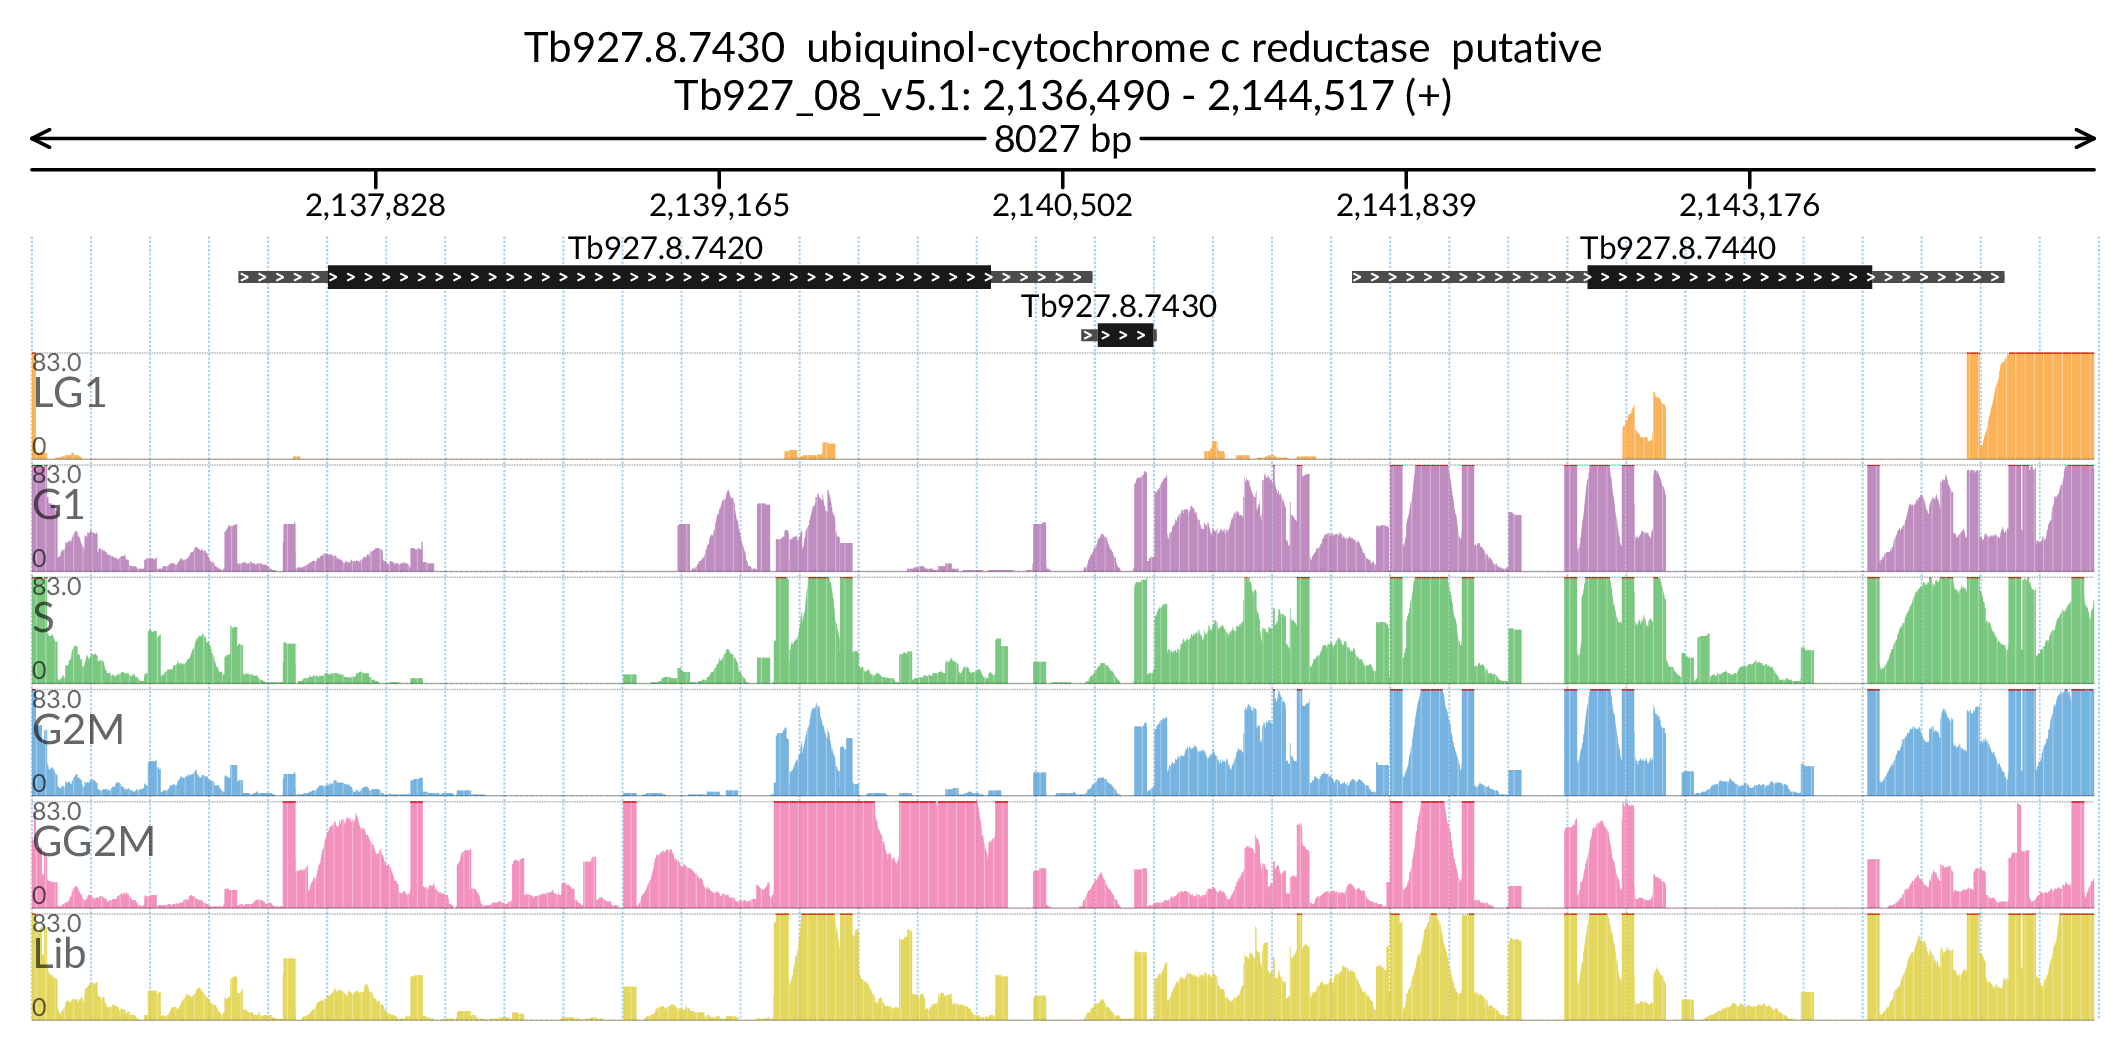 Tb927.8.7430  ubiquinol-cytochrome c reductase  putative
Tb927_08_v5.1: 2,136,490 - 2,144,517 (+)
8027 bp
2,137,828 2,139,165 2,140,502 2,141,839 2,143,176
Tb927.8.7420 Tb927.8.7440
Tb927.8.7430
83.0
LG1
0
83.0
G1
0
83.0
S
0
83.0
G2M
0
83.0
GG2M
0
83.0
Lib
0